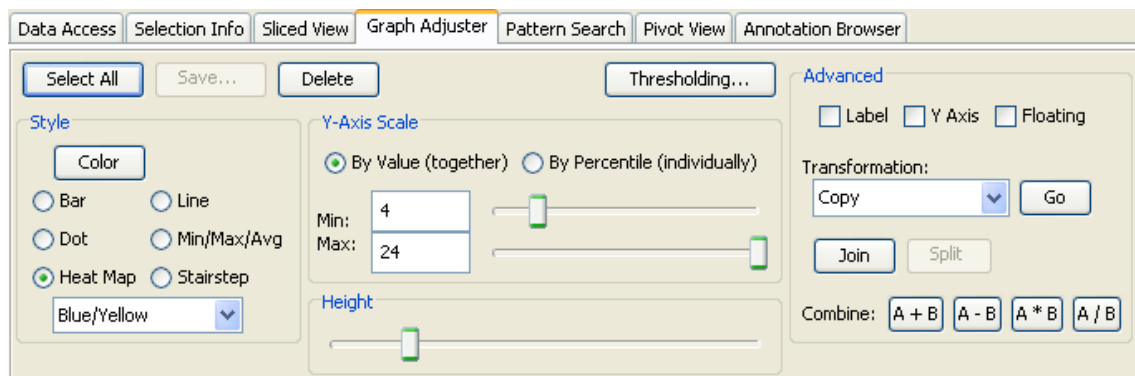 Data Access Selection Info Sliced View Graph Adjuster Pattern Search Pivot View Annotation Browser
Select All Save... Delete Thresholding...
Style
Color
Bar Line
Dot Min/Max/Avg
Heat Map Stairstep
Blue/Yellow
Y-Axis Scale
By Value (together) By Percentile (individually)
Min: 4
Max: 24
Height
Advanced
Label Y Axis Floating
Transformation:
Copy Go
Join Split
Combine: A + B A - B A * B A / B